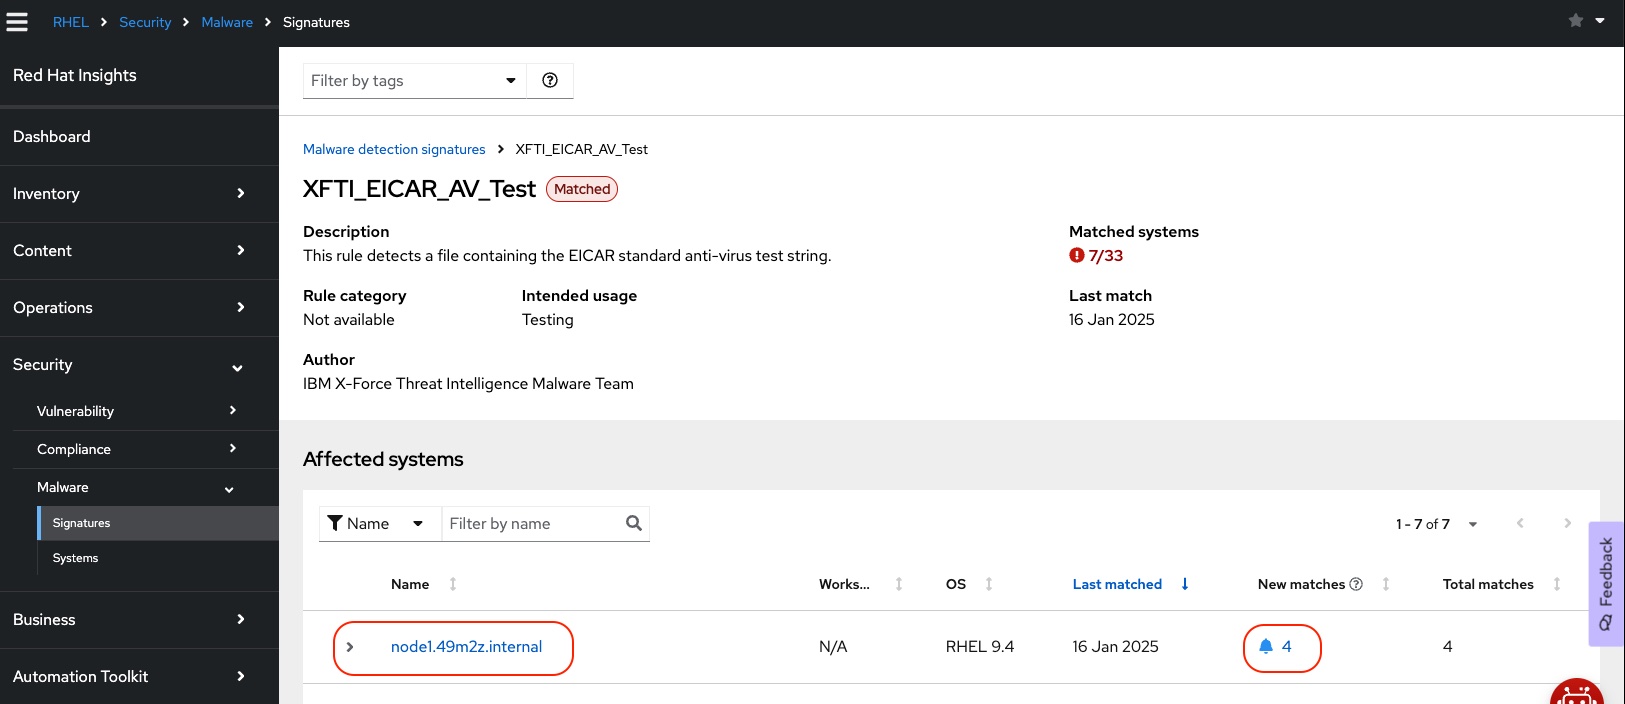 RHEL > Security > Malware > Signatures
Red Hat Insights
Dashboard
Inventory
Content
Operations
Security
Vulnerability
Compliance
Malware
Signatures
Systems
Business
Automation Toolkit
Filter by tags
Malware detection signatures > XFTI_EICAR_AV_Test
XFTI_EICAR_AV_Test Matched
Description
This rule detects a file containing the EICAR standard anti-virus test string.
Matched systems
7/33
Rule category
Not available
Intended usage
Testing
Last match
16 Jan 2025
Author
IBM X-Force Threat Intelligence Malware Team
Affected systems
Name Filter by name 1 - 7 of 7
Name Works... OS Last matched New matches Total matches
node1.49m2z.internal N/A RHEL 9.4 16 Jan 2025 4 4
Feedback